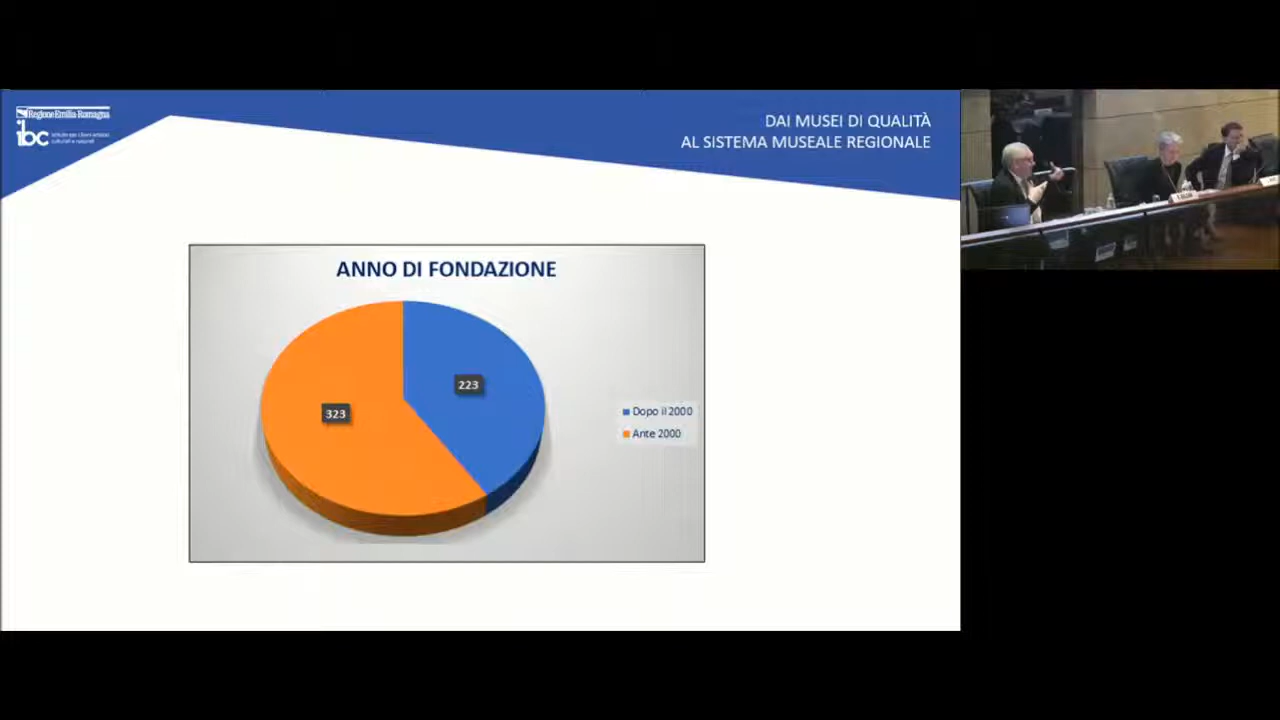 Regione Emilia-Romagna
ibc
DAI MUSEI DI QUALITÀ
AL SISTEMA MUSEALE REGIONALE
ANNO DI FONDAZIONE
223
323
Dopo il 2000
Ante 2000